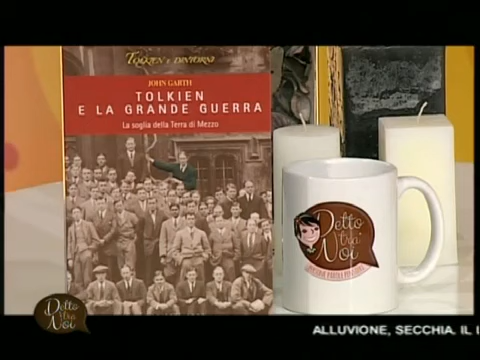 TOLKIEN E DINTORNI
JOHN GARTH
TOLKIEN
E LA GRANDE GUERRA
La soglia della Terra di Mezzo
Detto
tra
Noi
Detto
tra
Noi
ALLUVIONE, SECCHIA. IL